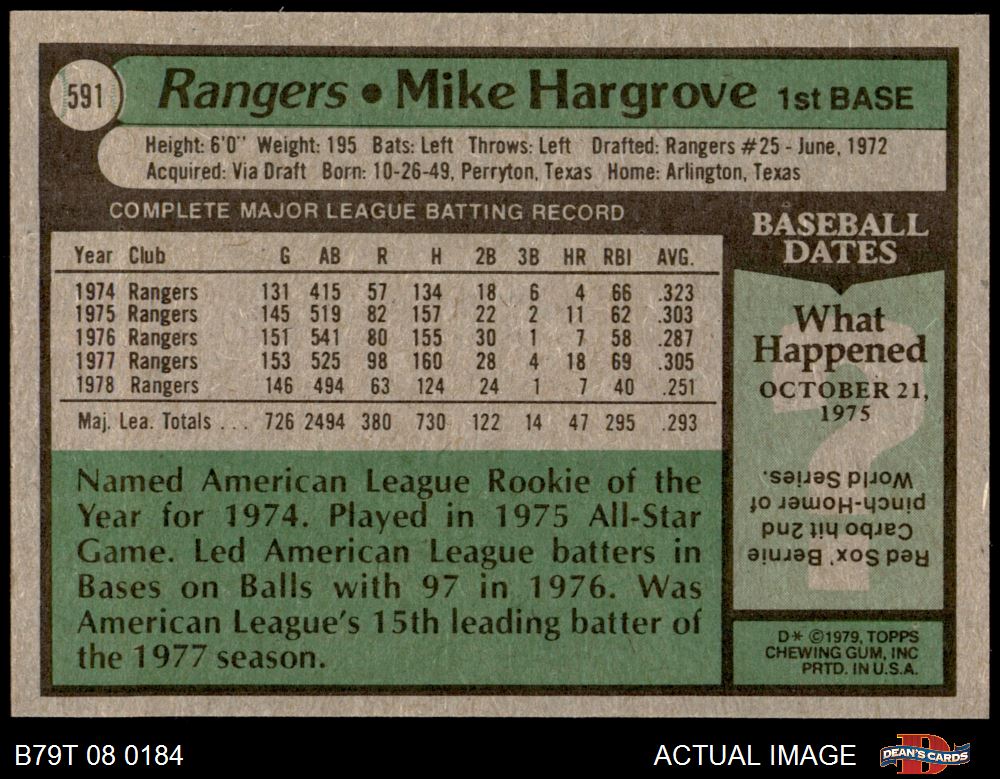 591
Rangers • Mike Hargrove 1st BASE
Height: 6'0" Weight: 195 Bats: Left Throws: Left Drafted: Rangers #25 - June, 1972
Acquired: Via Draft Born: 10-26-49, Perryton, Texas Home: Arlington, Texas
COMPLETE MAJOR LEAGUE BATTING RECORD
Year Club G AB R H 2B 3B HR RBI AVG.
1974 Rangers 131 415 57 134 18 6 4 66 .323
1975 Rangers 145 519 82 157 22 2 11 62 .303
1976 Rangers 151 541 80 155 30 1 7 58 .287
1977 Rangers 153 525 98 160 28 4 18 69 .305
1978 Rangers 146 494 63 124 24 1 7 40 .251
Maj. Lea. Totals ... 726 2494 380 730 122 14 47 295 .293
Named American League Rookie of the
Year for 1974. Played in 1975 All-Star
Game. Led American League batters in
Bases on Balls with 97 in 1976. Was
American League's 15th leading batter of
the 1977 season.
BASEBALL
DATES
What
Happened
OCTOBER 21,
1975
?
Red Sox' Bernie
Carbo hit 2nd
pinch-Homer of
World Series.
D* ©1979, TOPPS
CHEWING GUM, INC
PRTD. IN U.S.A.
B79T 08 0184
ACTUAL IMAGE
D
DEAN'S CARDS